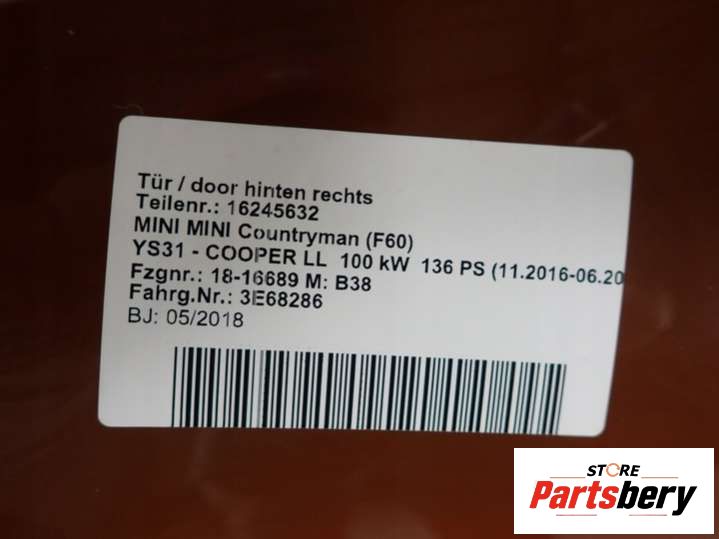 Tür / door hinten rechts
Teilenr.: 16245632
MINI MINI Countryman (F60)
YS31 - COOPER LL 100 kW 136 PS (11.2016-06.20
Fzgnr.: 18-16689 M: B38
Fahrg.Nr.: 3E68286
BJ: 05/2018
STORE
Partsbery